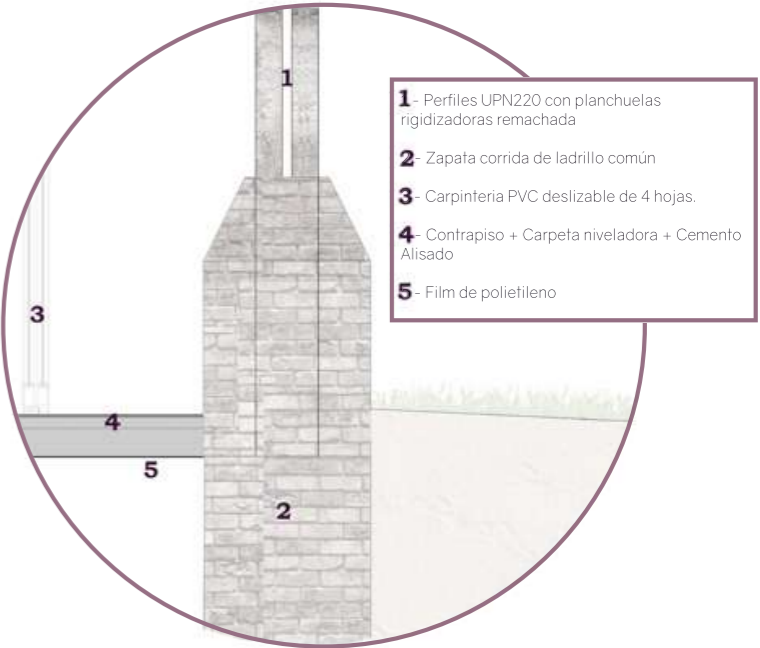 1- Perfiles UPN220 con planchuelas
rigidizadoras remachada
2- Zapata corrida de ladrillo común
3- Carpinteria PVC deslizable de 4 hojas.
4- Contrapiso + Carpeta niveladora + Cemento
Alisado
5- Film de polietileno
1
3
4
5
2